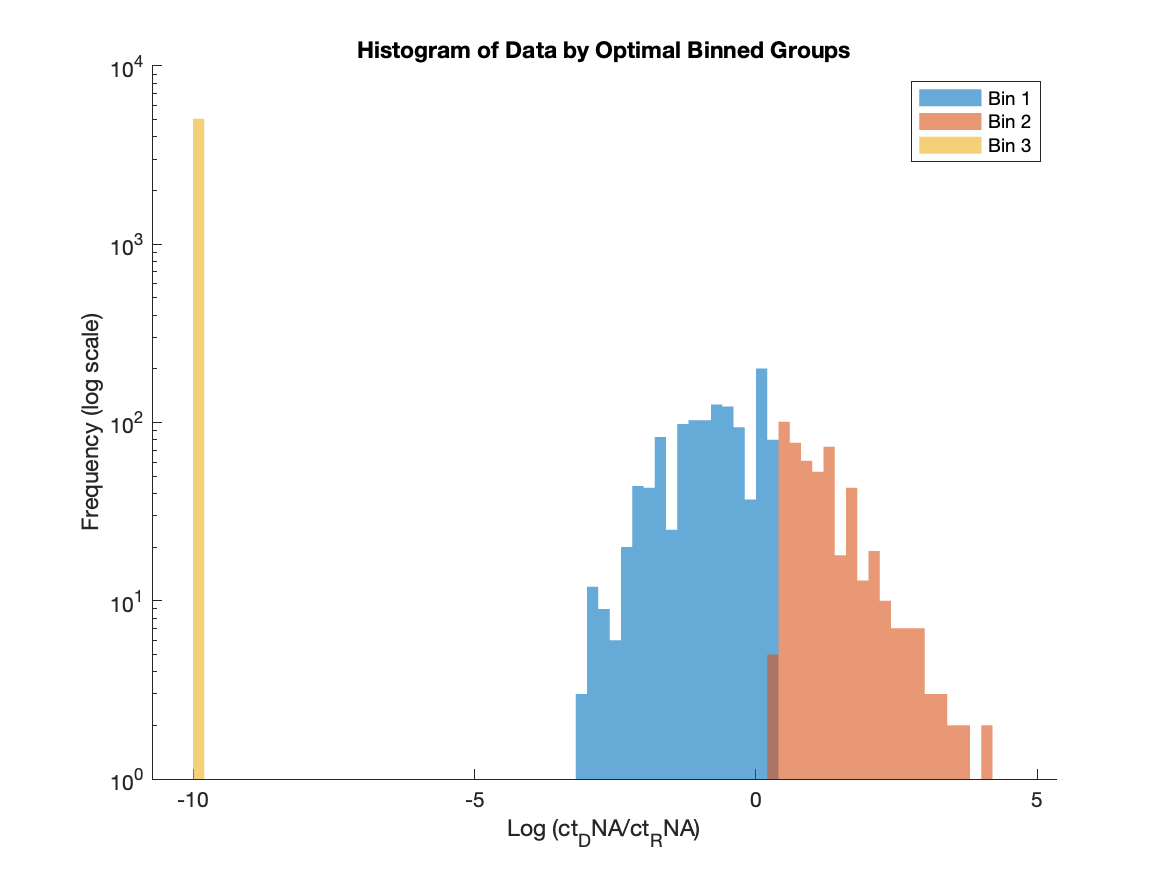 Histogram of Data by Optimal Binned Groups
Bin 1
Bin 2
Bin 3
Frequency (log scale)
10^4
10^3
10^2
10^1
10^0
-10 -5 0 5
Log (ct_DNA/ct_RNA)